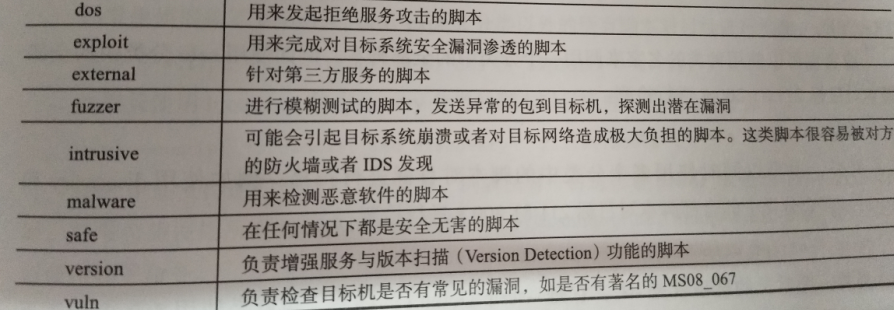 dos 用来发起拒绝服务攻击的脚本
exploit 用来完成对目标系统安全漏洞渗透的脚本
external 针对第三方服务的脚本
fuzzer 进行模糊测试的脚本，发送异常的包到目标机，探测出潜在漏洞
intrusive 可能会引起目标系统崩溃或者对目标网络造成极大负担的脚本。这类脚本很容易被对方
的防火墙或者 IDS 发现
malware 用来检测恶意软件的脚本
safe 在任何情况下都是安全无害的脚本
version 负责增强服务与版本扫描（Version Detection）功能的脚本
vuln 负责检查目标机是否有常见的漏洞，如是否有著名的 MS08_067